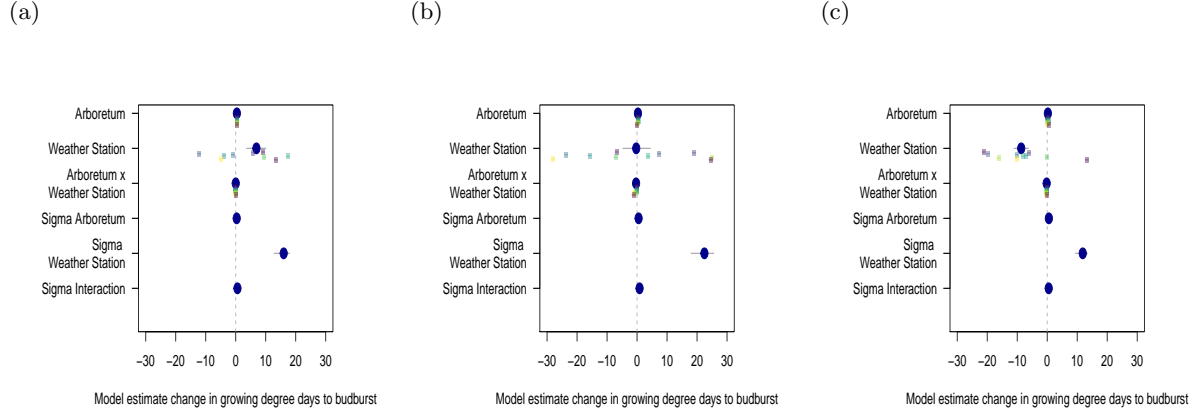 (a)
(b)
(c)
Arboretum
Weather Station
Arboretum x
Weather Station
Sigma Arboretum
Sigma
Weather Station
Sigma Interaction
−30 −20 −10 0 10 20 30
Model estimate change in growing degree days to budburst
Arboretum
Weather Station
Arboretum x
Weather Station
Sigma Arboretum
Sigma
Weather Station
Sigma Interaction
−30 −20 −10 0 10 20 30
Model estimate change in growing degree days to budburst
Arboretum
Weather Station
Arboretum x
Weather Station
Sigma Arboretum
Sigma
Weather Station
Sigma Interaction
−30 −20 −10 0 10 20 30
Model estimate change in growing degree days to budburst